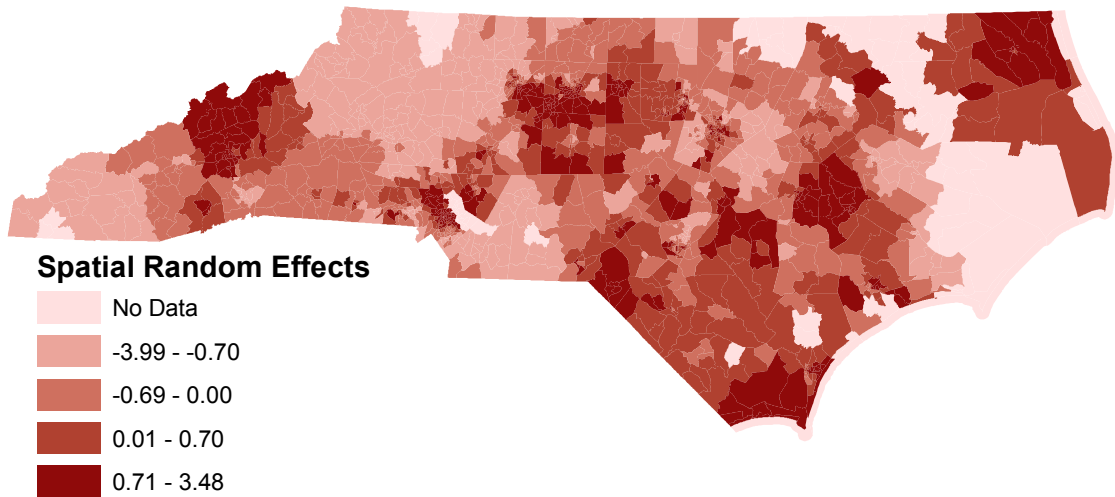 Spatial Random Effects
No Data
-3.99 - -0.70
-0.69 - 0.00
0.01 - 0.70
0.71 - 3.48